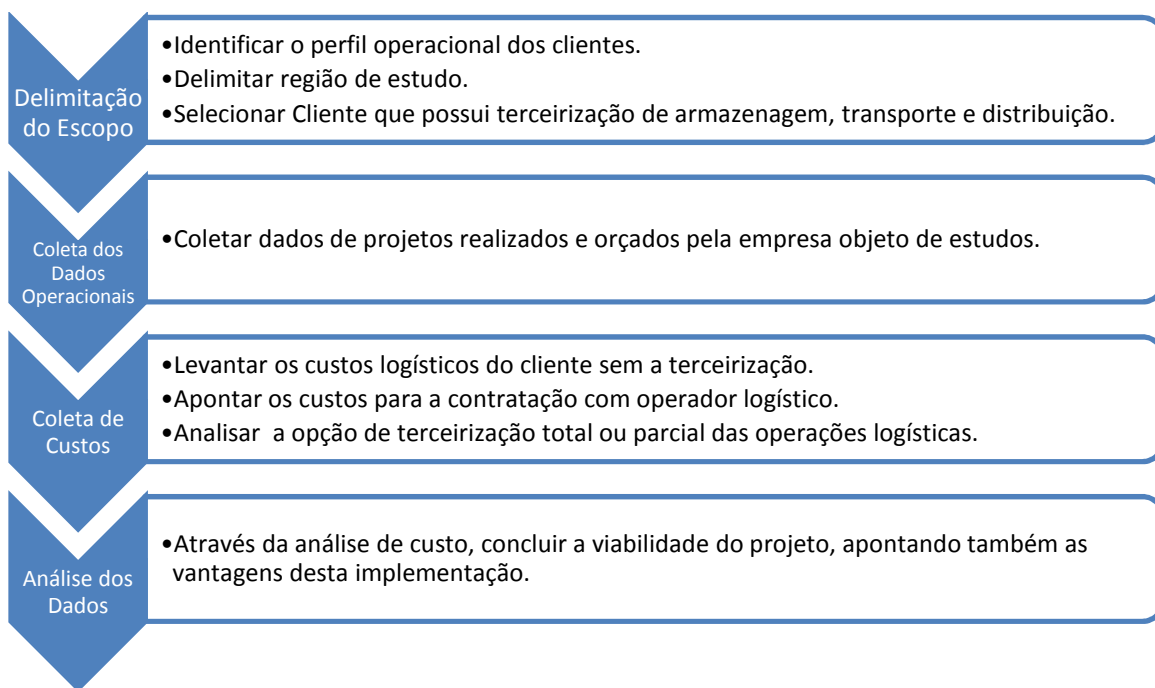 Delimitação
do Escopo
•Identificar o perfil operacional dos clientes.
•Delimitar região de estudo.
•Selecionar Cliente que possui terceirização de armazenagem, transporte e distribuição.
Coleta dos
Dados
Operacionais
•Coletar dados de projetos realizados e orçados pela empresa objeto de estudos.
Coleta de
Custos
•Levantar os custos logísticos do cliente sem a terceirização.
•Apontar os custos para a contratação com operador logístico.
•Analisar a opção de terceirização total ou parcial das operações logísticas.
Análise dos
Dados
•Através da análise de custo, concluir a viabilidade do projeto, apontando também as
vantagens desta implementação.